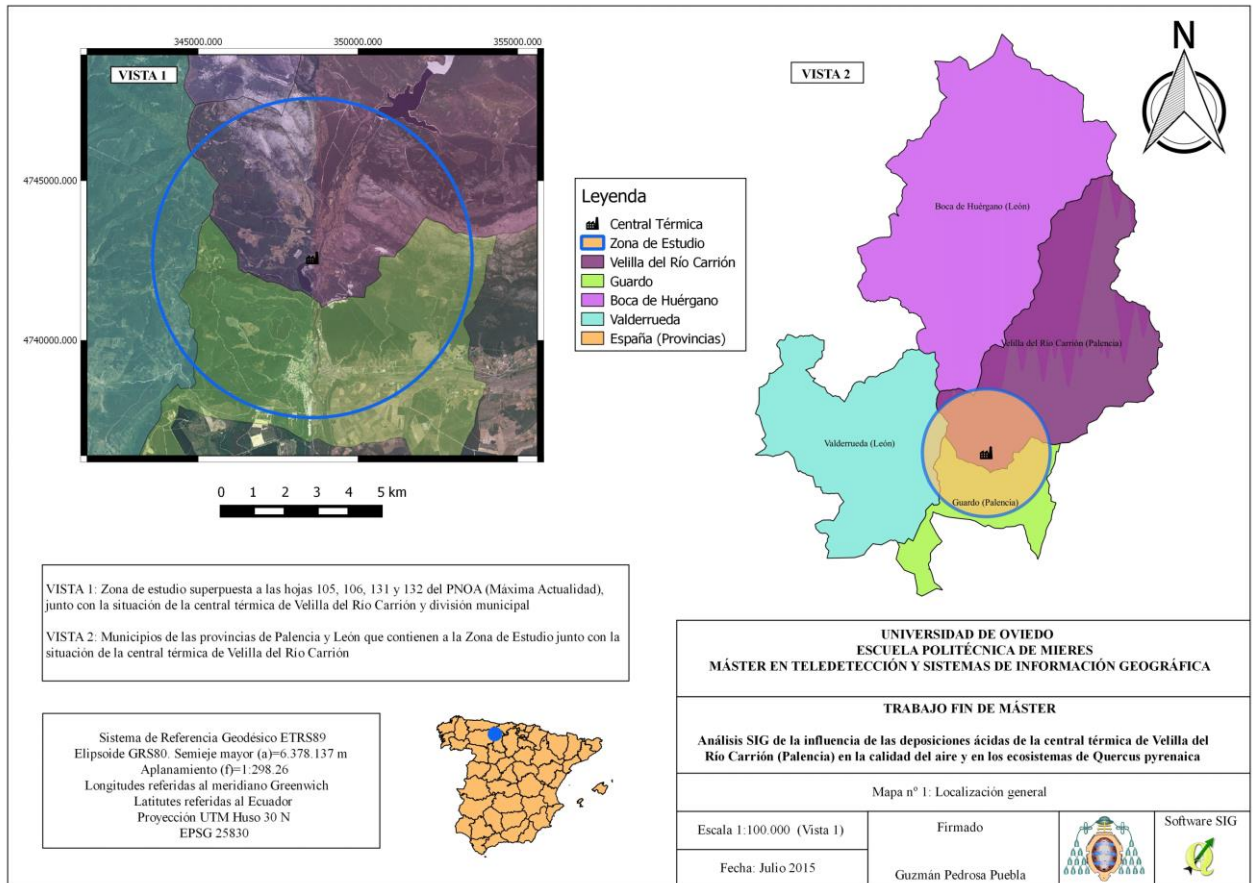 345000.000
350000.000
355000.000
VISTA 1
4745000.000
4740000.000
0 1 2 3 4 5 km
Leyenda
Central Térmica
Zona de Estudio
Velilla del Río Carrión
Guardo
Boca de Huérgano
Valderrueda
España (Provincias)
VISTA 2
N
Boca de Huérgano (León)
Velilla del Río Carrión (Palencia)
Valderrueda (León)
Guardo (Palencia)
VISTA 1: Zona de estudio superpuesta a las hojas 105, 106, 131 y 132 del PNOA (Máxima Actualidad),
junto con la situación de la central térmica de Velilla del Río Carrión y división municipal
VISTA 2: Municipios de las provincias de Palencia y León que contienen a la Zona de Estudio junto con la
situación de la central térmica de Velilla del Río Carrión
Sistema de Referencia Geodésico ETRS89
Elipsoide GRS80. Semieje mayor (a)=6.378.137 m
Aplanamiento (f)=1:298.26
Longitudes referidas al meridiano Greenwich
Latitutes referidas al Ecuador
Proyección UTM Huso 30 N
EPSG 25830
UNIVERSIDAD DE OVIEDO
ESCUELA POLITÉCNICA DE MIERES
MÁSTER EN TELEDETECCIÓN Y SISTEMAS DE INFORMACIÓN GEOGRÁFICA
TRABAJO FIN DE MÁSTER
Análisis SIG de la influencia de las deposiciones ácidas de la central térmica de Velilla del
Río Carrión (Palencia) en la calidad del aire y en los ecosistemas de Quercus pyrenaica
Mapa nº 1: Localización general
Escala 1:100.000 (Vista 1)
Fecha: Julio 2015
Firmado
Guzmán Pedrosa Puebla
Software SIG